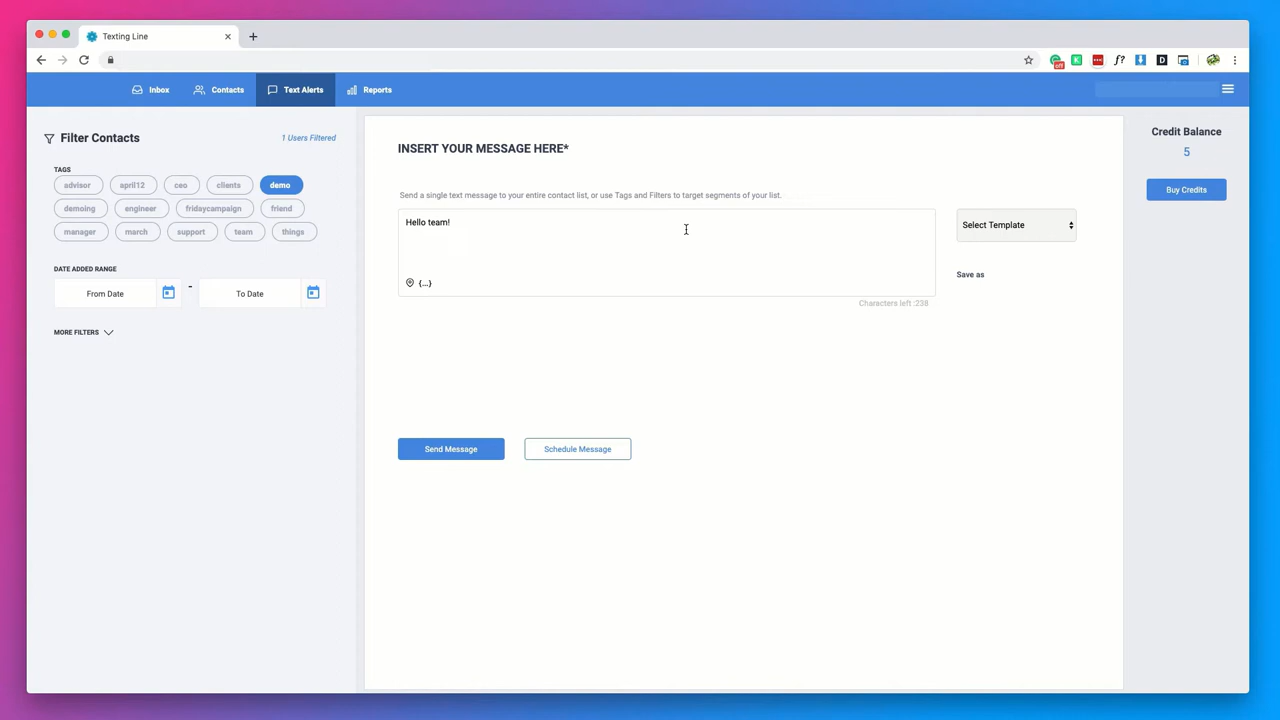 Texting Line
off
K
f?
D
Inbox
Contacts
Text Alerts
Reports
Filter Contacts
1 Users Filtered
TAGS
advisor
april12
ceo
clients
demo
demoing
engineer
fridaycampaign
friend
manager
march
support
team
things
DATE ADDED RANGE
From Date
-
To Date
MORE FILTERS
INSERT YOUR MESSAGE HERE*
Send a single text message to your entire contact list, or use Tags and Filters to target segments of your list.
Hello team!
{...}
Characters left :238
Select Template
Save as
Send Message
Schedule Message
Credit Balance
5
Buy Credits